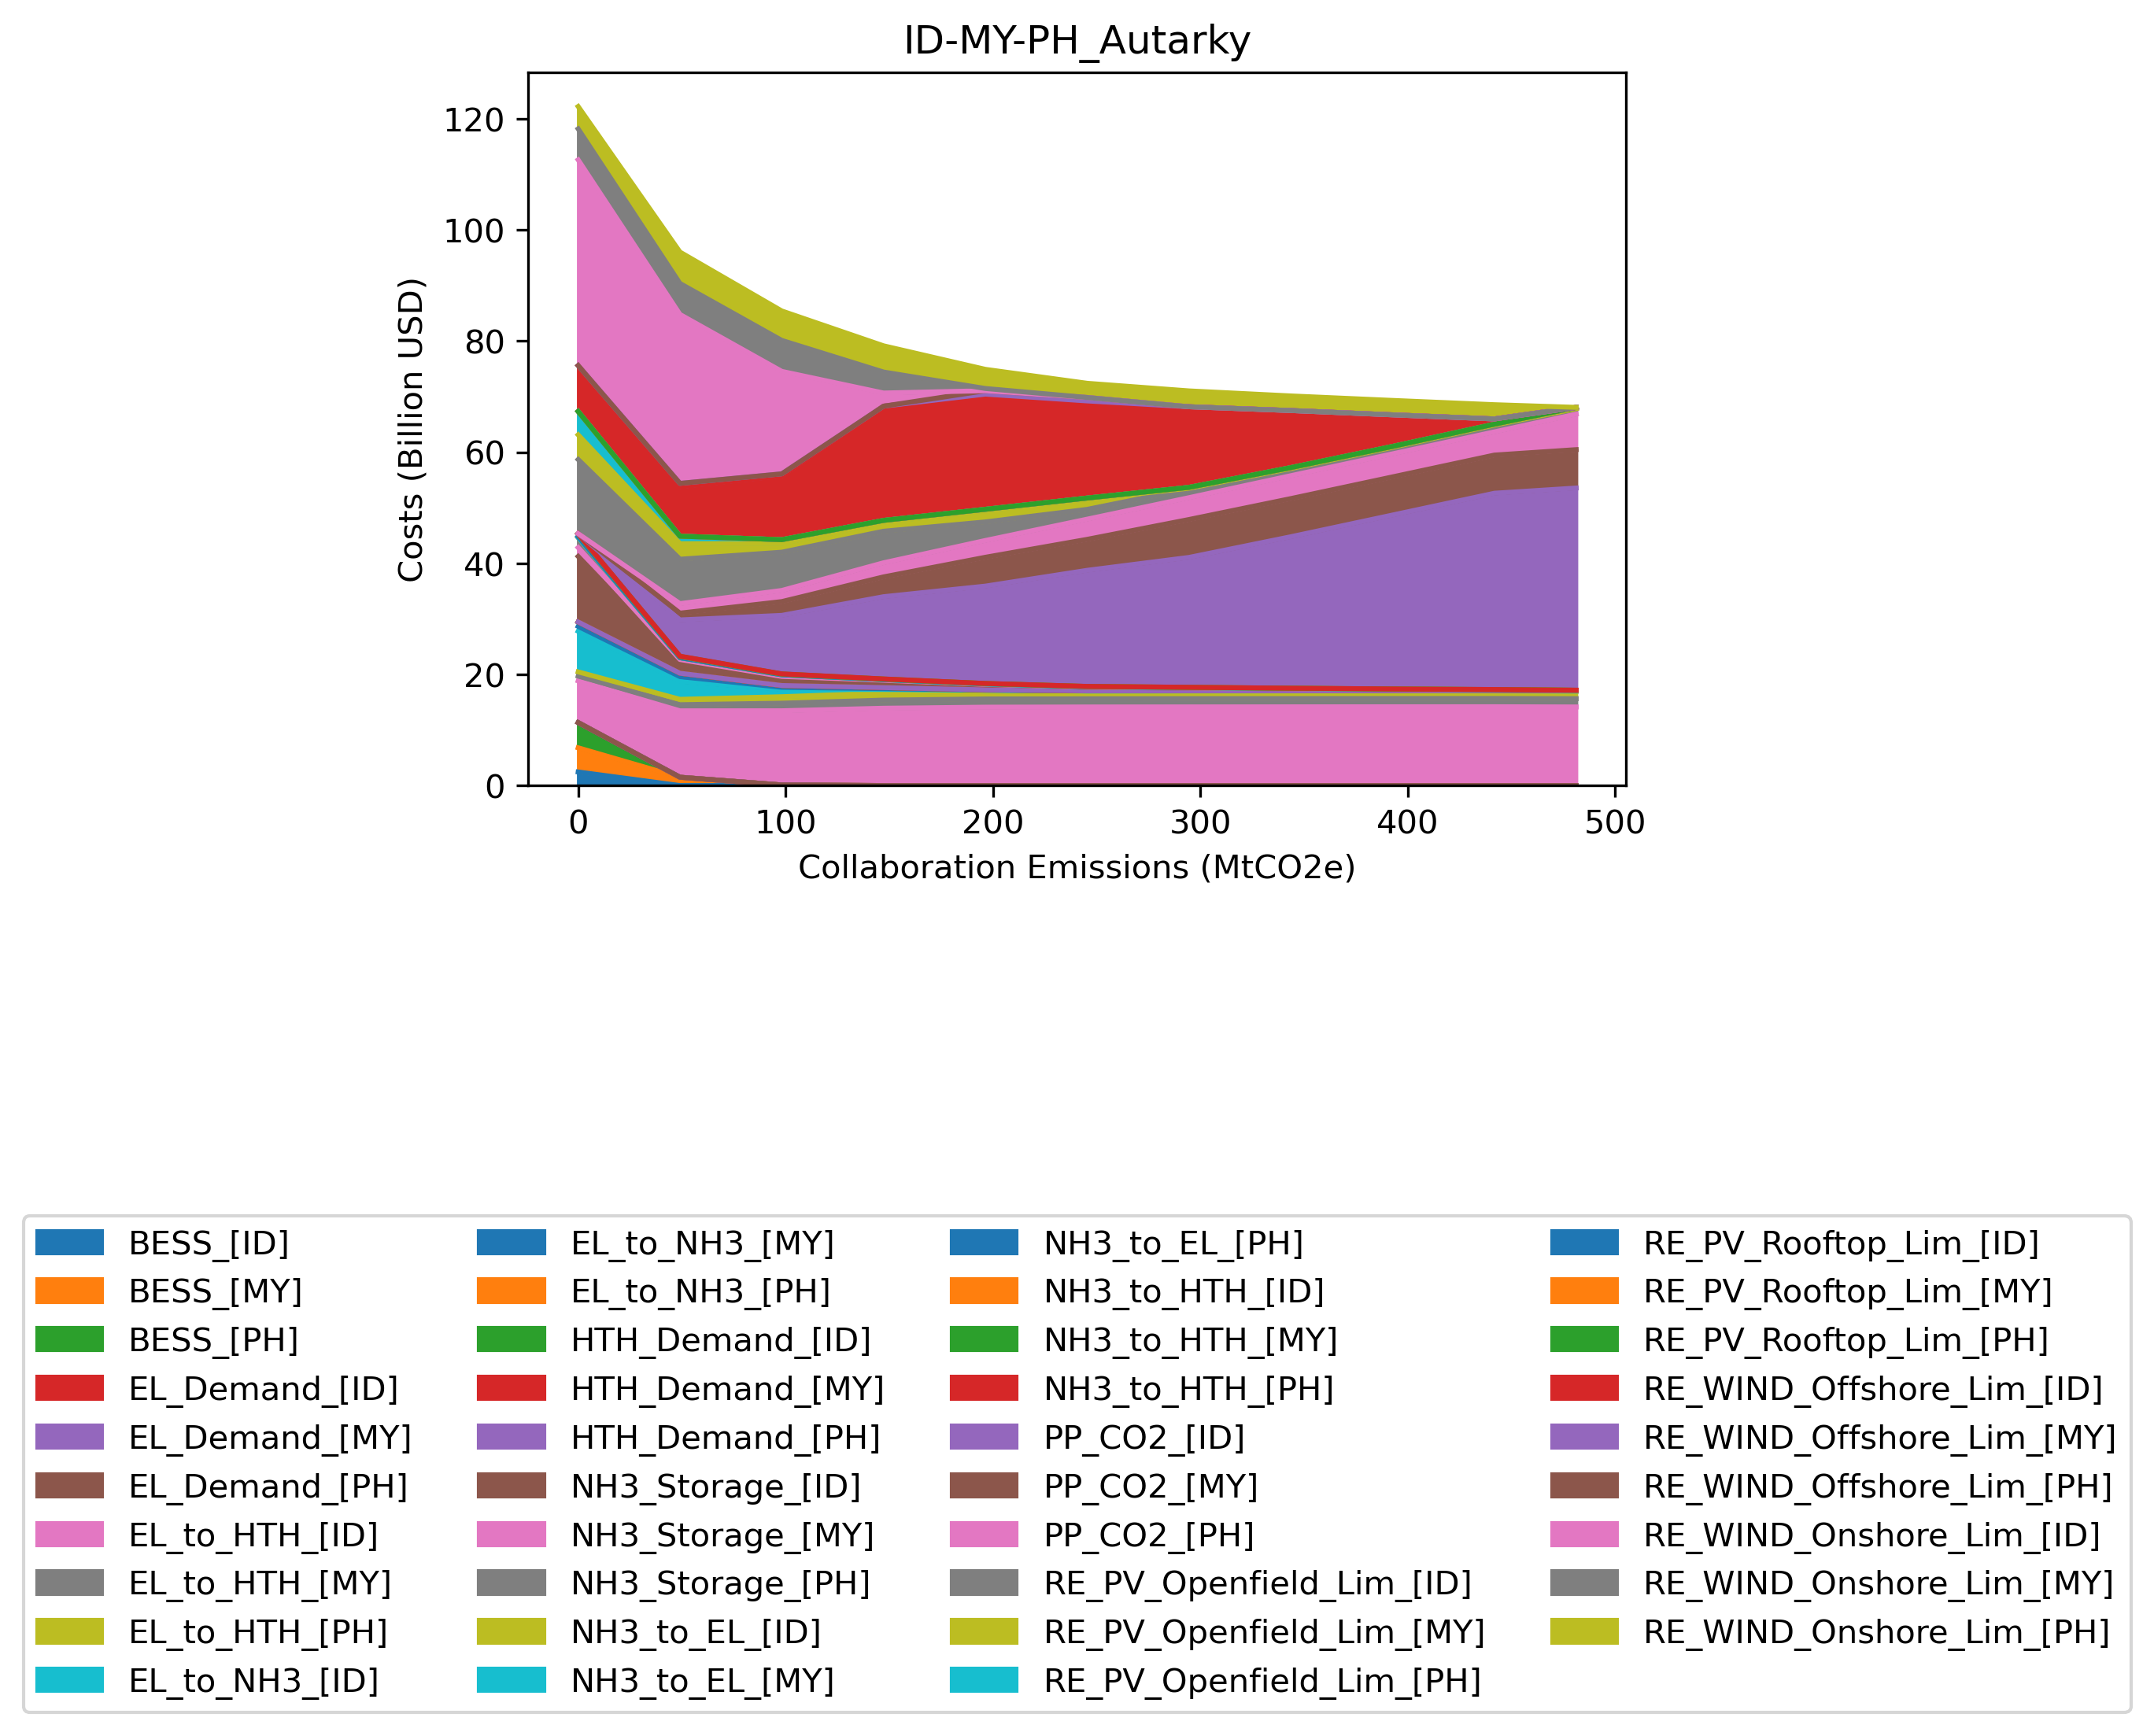 ID-MY-PH_Autarky
120
100
80
60
40
20
0
Costs (Billion USD)
0 100 200 300 400 500
Collaboration Emissions (MtCO2e)
BESS_[ID]
BESS_[MY]
BESS_[PH]
EL_Demand_[ID]
EL_Demand_[MY]
EL_Demand_[PH]
EL_to_HTH_[ID]
EL_to_HTH_[MY]
EL_to_HTH_[PH]
EL_to_NH3_[ID]
EL_to_NH3_[MY]
EL_to_NH3_[PH]
HTH_Demand_[ID]
HTH_Demand_[MY]
HTH_Demand_[PH]
NH3_Storage_[ID]
NH3_Storage_[MY]
NH3_Storage_[PH]
NH3_to_EL_[ID]
NH3_to_EL_[MY]
NH3_to_EL_[PH]
NH3_to_HTH_[ID]
NH3_to_HTH_[MY]
NH3_to_HTH_[PH]
PP_CO2_[ID]
PP_CO2_[MY]
PP_CO2_[PH]
RE_PV_Openfield_Lim_[ID]
RE_PV_Openfield_Lim_[MY]
RE_PV_Openfield_Lim_[PH]
RE_PV_Rooftop_Lim_[ID]
RE_PV_Rooftop_Lim_[MY]
RE_PV_Rooftop_Lim_[PH]
RE_WIND_Offshore_Lim_[ID]
RE_WIND_Offshore_Lim_[MY]
RE_WIND_Offshore_Lim_[PH]
RE_WIND_Onshore_Lim_[ID]
RE_WIND_Onshore_Lim_[MY]
RE_WIND_Onshore_Lim_[PH]